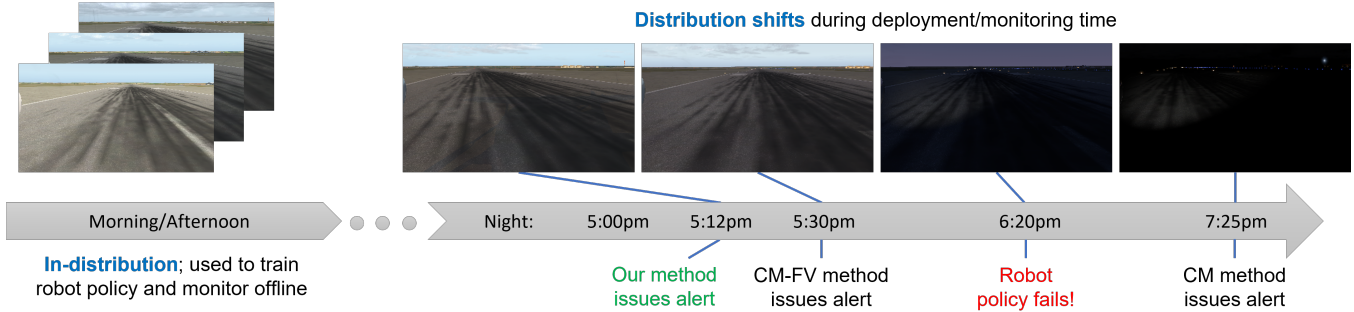 Distribution shifts during deployment/monitoring time
Morning/Afternoon
Night:
5:00pm
5:12pm
5:30pm
6:20pm
7:25pm
In-distribution; used to train
robot policy and monitor offline
Our method
issues alert
CM-FV method
issues alert
Robot
policy fails!
CM method
issues alert